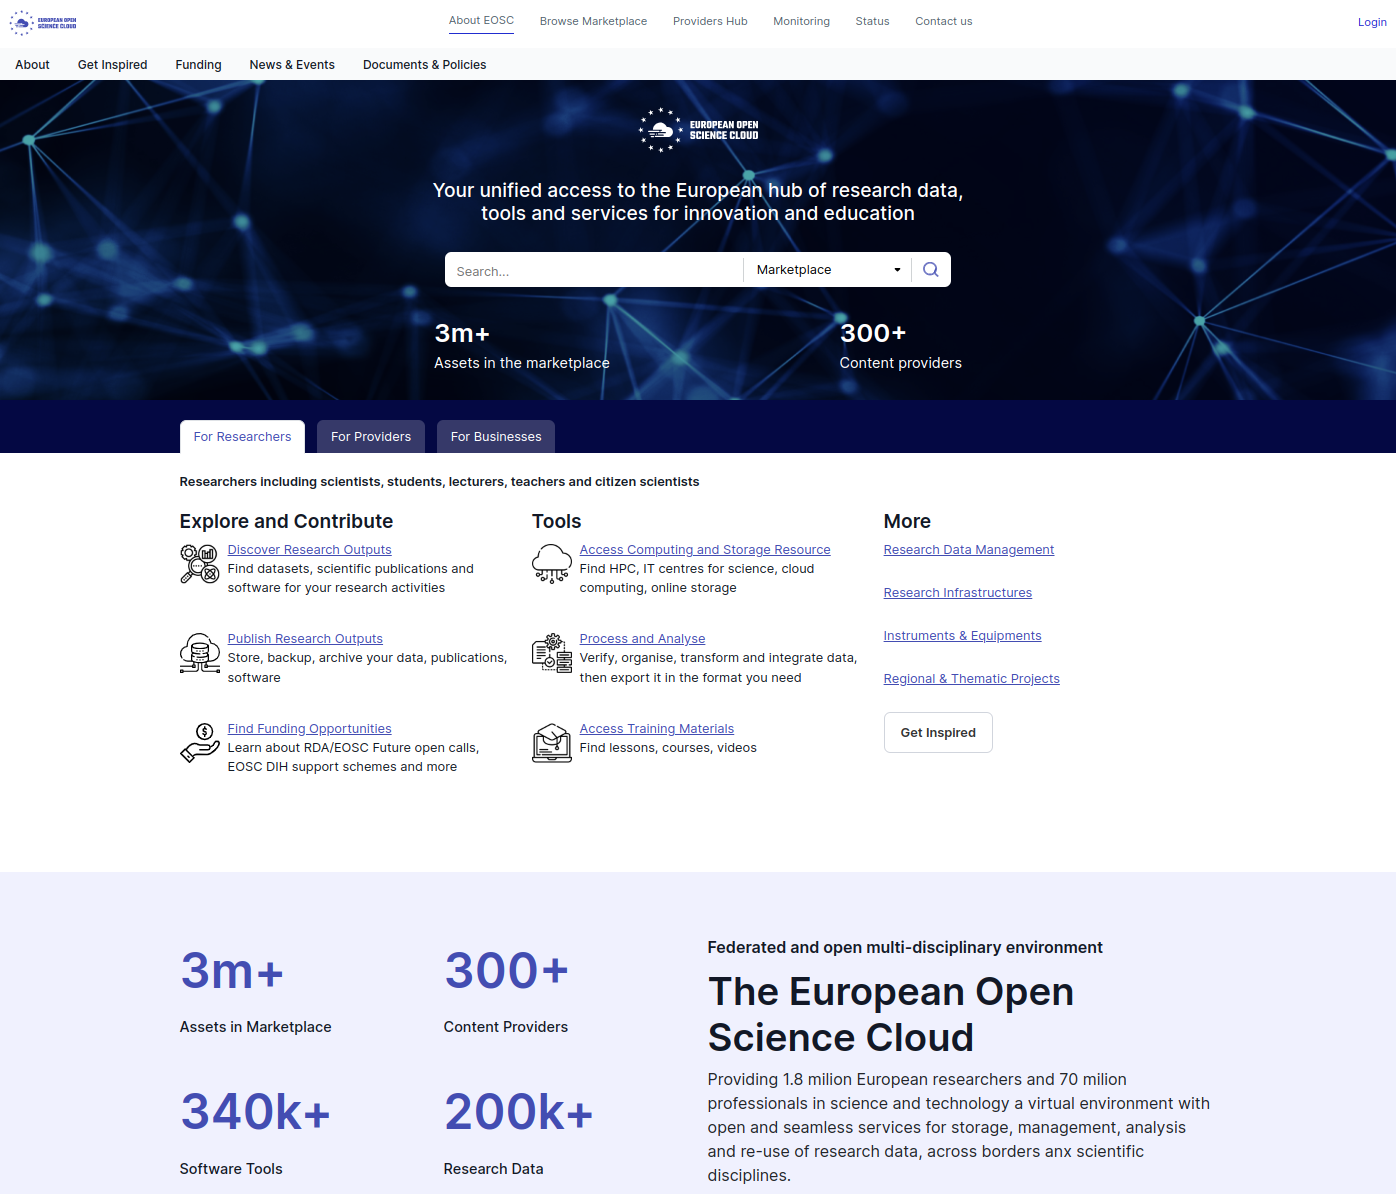 EUROPEAN OPEN
SCIENCE CLOUD
About EOSC
Browse Marketplace
Providers Hub
Monitoring
Status
Contact us
Login
About
Get Inspired
Funding
News & Events
Documents & Policies
EUROPEAN OPEN
SCIENCE CLOUD
Your unified access to the European hub of research data,
tools and services for innovation and education
Search...
Marketplace
3m+
Assets in the marketplace
300+
Content providers
For Researchers
For Providers
For Businesses
Researchers including scientists, students, lecturers, teachers and citizen scientists
Explore and Contribute
Discover Research Outputs
Find datasets, scientific publications and
software for your research activities
Publish Research Outputs
Store, backup, archive your data, publications,
software
Find Funding Opportunities
Learn about RDA/EOSC Future open calls,
EOSC DIH support schemes and more
Tools
Access Computing and Storage Resource
Find HPC, IT centres for science, cloud
computing, online storage
Process and Analyse
Verify, organise, transform and integrate data,
then export it in the format you need
Access Training Materials
Find lessons, courses, videos
More
Research Data Management
Research Infrastructures
Instruments & Equipments
Regional & Thematic Projects
Get Inspired
3m+
Assets in Marketplace
300+
Content Providers
340k+
Software Tools
200k+
Research Data
Federated and open multi-disciplinary environment
The European Open
Science Cloud
Providing 1.8 milion European researchers and 70 milion
professionals in science and technology a virtual environment with
open and seamless services for storage, management, analysis
and re-use of research data, across borders anx scientific
disciplines.